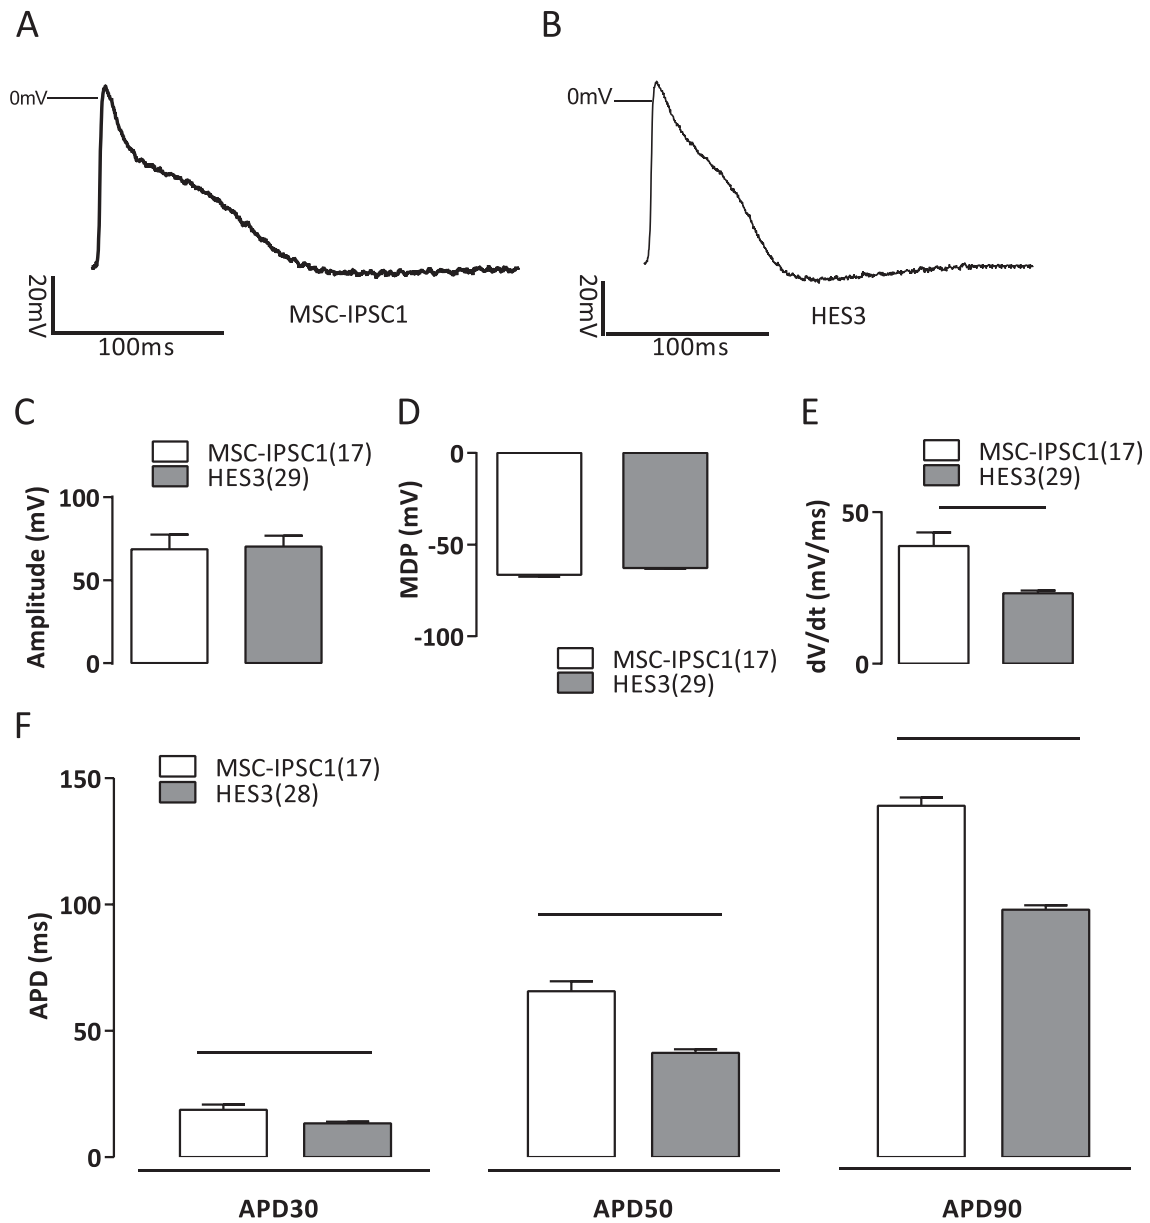 A
B
0mV
0mV
20mV
100ms
MSC-IPSC1
20mV
100ms
HES3
C
MSC-IPSC1(17)
HES3(29)
100
50
0
Amplitude (mV)
D
0
-50
-100
MDP (mV)
MSC-IPSC1(17)
HES3(29)
E
MSC-IPSC1(17)
HES3(29)
50
0
dV/dt (mV/ms)
F
MSC-IPSC1(17)
HES3(28)
150
100
50
0
APD (ms)
APD30
APD50
APD90